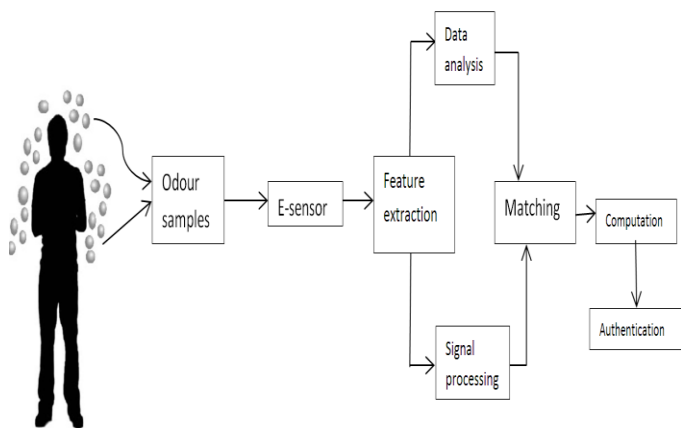 Odour
samples
E-sensor
Feature
extraction
Data
analysis
Signal
processing
Matching
Computation
Authentication